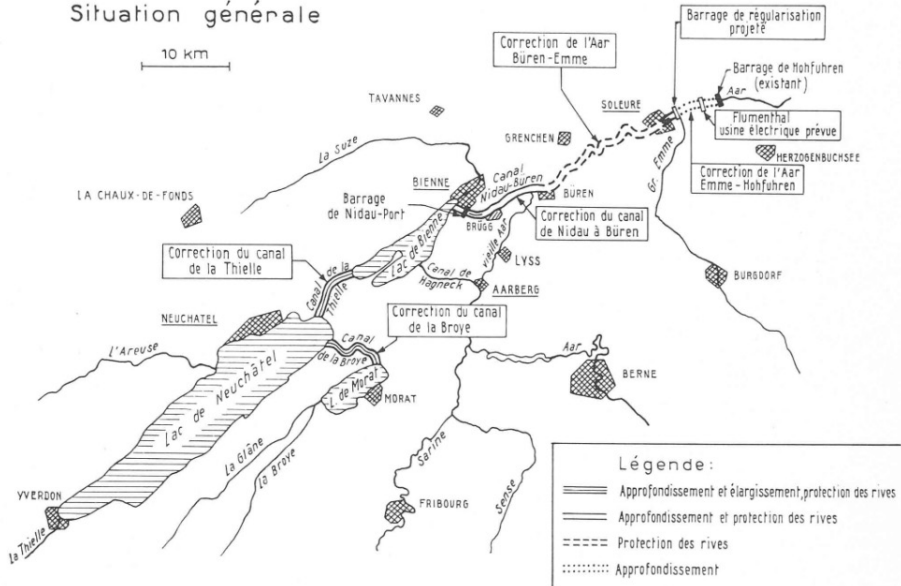 Situation générale
10 km
Barrage de régularisation
projeté
Correction de l'Aar
Büren-Emme
Barrage de Hohfuhren
(existant)
Aar
TAVANNES
SOLEURE
Flumenthal
usine électrique prévue
GRENCHEN
HERZOGENBUCHSEE
La Suze
Gr. Emme
Correction de l'Aar
Emme-Hohfuhren
BIENNE
Canal
Nidau-Büren
LA CHAUX-DE-FONDS
Barrage
de Nidau-Port
BÜREN
BRÜGG
Correction du canal
de Nidau à Büren
Lac de Bienne
vieille Aar
Correction du canal
de la Thielle
LYSS
Canal de
Hagneck
BURGDORF
Canal de la
Thielle
AARBERG
NEUCHATEL
Correction du canal
de la Broye
Canal
de la Broye
L'Areuse
Aar
BERNE
Lac de Neuchâtel
L. de Morat
MORAT
La Glâne
La Broye
Sarine
Sense
YVERDON
La Thielle
FRIBOURG
Légende:
Approfondissement et élargissement, protection des rives
Approfondissement et protection des rives
Protection des rives
Approfondissement